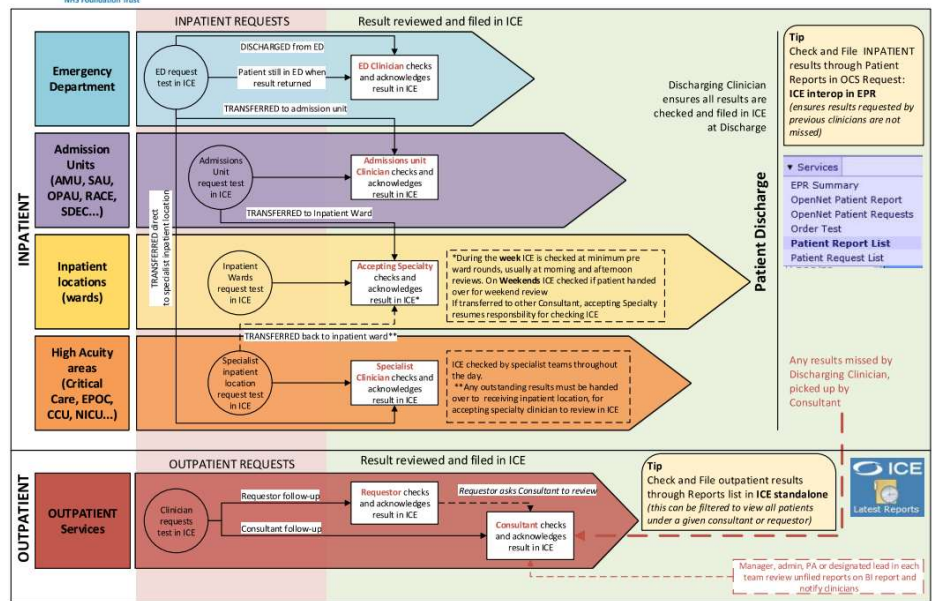 NHS Foundation Trust
INPATIENT REQUESTS
Result reviewed and filed in ICE
INPATIENT
Emergency
Department
ED request
test in ICE
DISCHARGED from ED
Patient still in ED when
result returned
ED Clinician checks
and acknowledges
result in ICE
TRANSFERRED to admission unit
Discharging Clinician
ensures all results are
checked and filed in ICE
at Discharge
Tip
Check and File INPATIENT
results through Patient
Reports in OCS Request:
ICE interop in EPR
(ensures results requested by
previous clinicians are not
missed)
Admission
Units
(AMU, SAU,
OPAU, RACE,
SDEC...)
Admissions
Unit
request test
in ICE
Admissions unit
Clinician checks and
acknowledges
result in ICE
TRANSFERRED to Inpatient Ward
TRANSFERRED direct
to specialist inpatient location
Services
EPR Summary
OpenNet Patient Report
OpenNet Patient Requests
Order Test
Patient Report List
Patient Request List
Patient Discharge
Inpatient
locations
(wards)
Inpatient
Wards
request test in
ICE
Accepting Specialty
checks and
acknowledges
result in ICE*
*During the week ICE is checked at minimum pre
ward rounds, usually at morning and afternoon
reviews. On Weekends ICE checked if patient handed
over for weekend review
If transferred to other Consultant, accepting Specialty
resumes responsbility for checking ICE
TRANSFERRED back to inpatient ward**
High Acuity
areas
(Critical
Care, EPOC,
CCU, NICU...)
Specialist
inpatient
location
request test
in ICE
Specialist
Clinician checks and
acknowledges
result in ICE
ICE checked by specialist teams throughout
the day.
**Any outstanding results must be handed
over to receiving inpatient location, for
accepting specialty clinician to review in ICE
Any results missed by
Discharging Clinician,
picked up by
Consultant
OUTPATIENT
OUTPATIENT REQUESTS
Result reviewed and filed in ICE
OUTPATIENT
Services
Clinician
requests
test in ICE
Requestor follow-up
Consultant follow-up
Requestor checks
and acknowledges
result in ICE
Requestor asks Consultant to review
Consultant checks
and acknowledges
result in ICE
Tip
Check and File outpatient results
through Reports list in ICE standalone
(this can be filtered to view all patients
under a given consultant or requestor)
ICE
Latest Reports
Manager, admin, PA or designated lead in each
team review unfiled reports on BI report and
notify clinicians